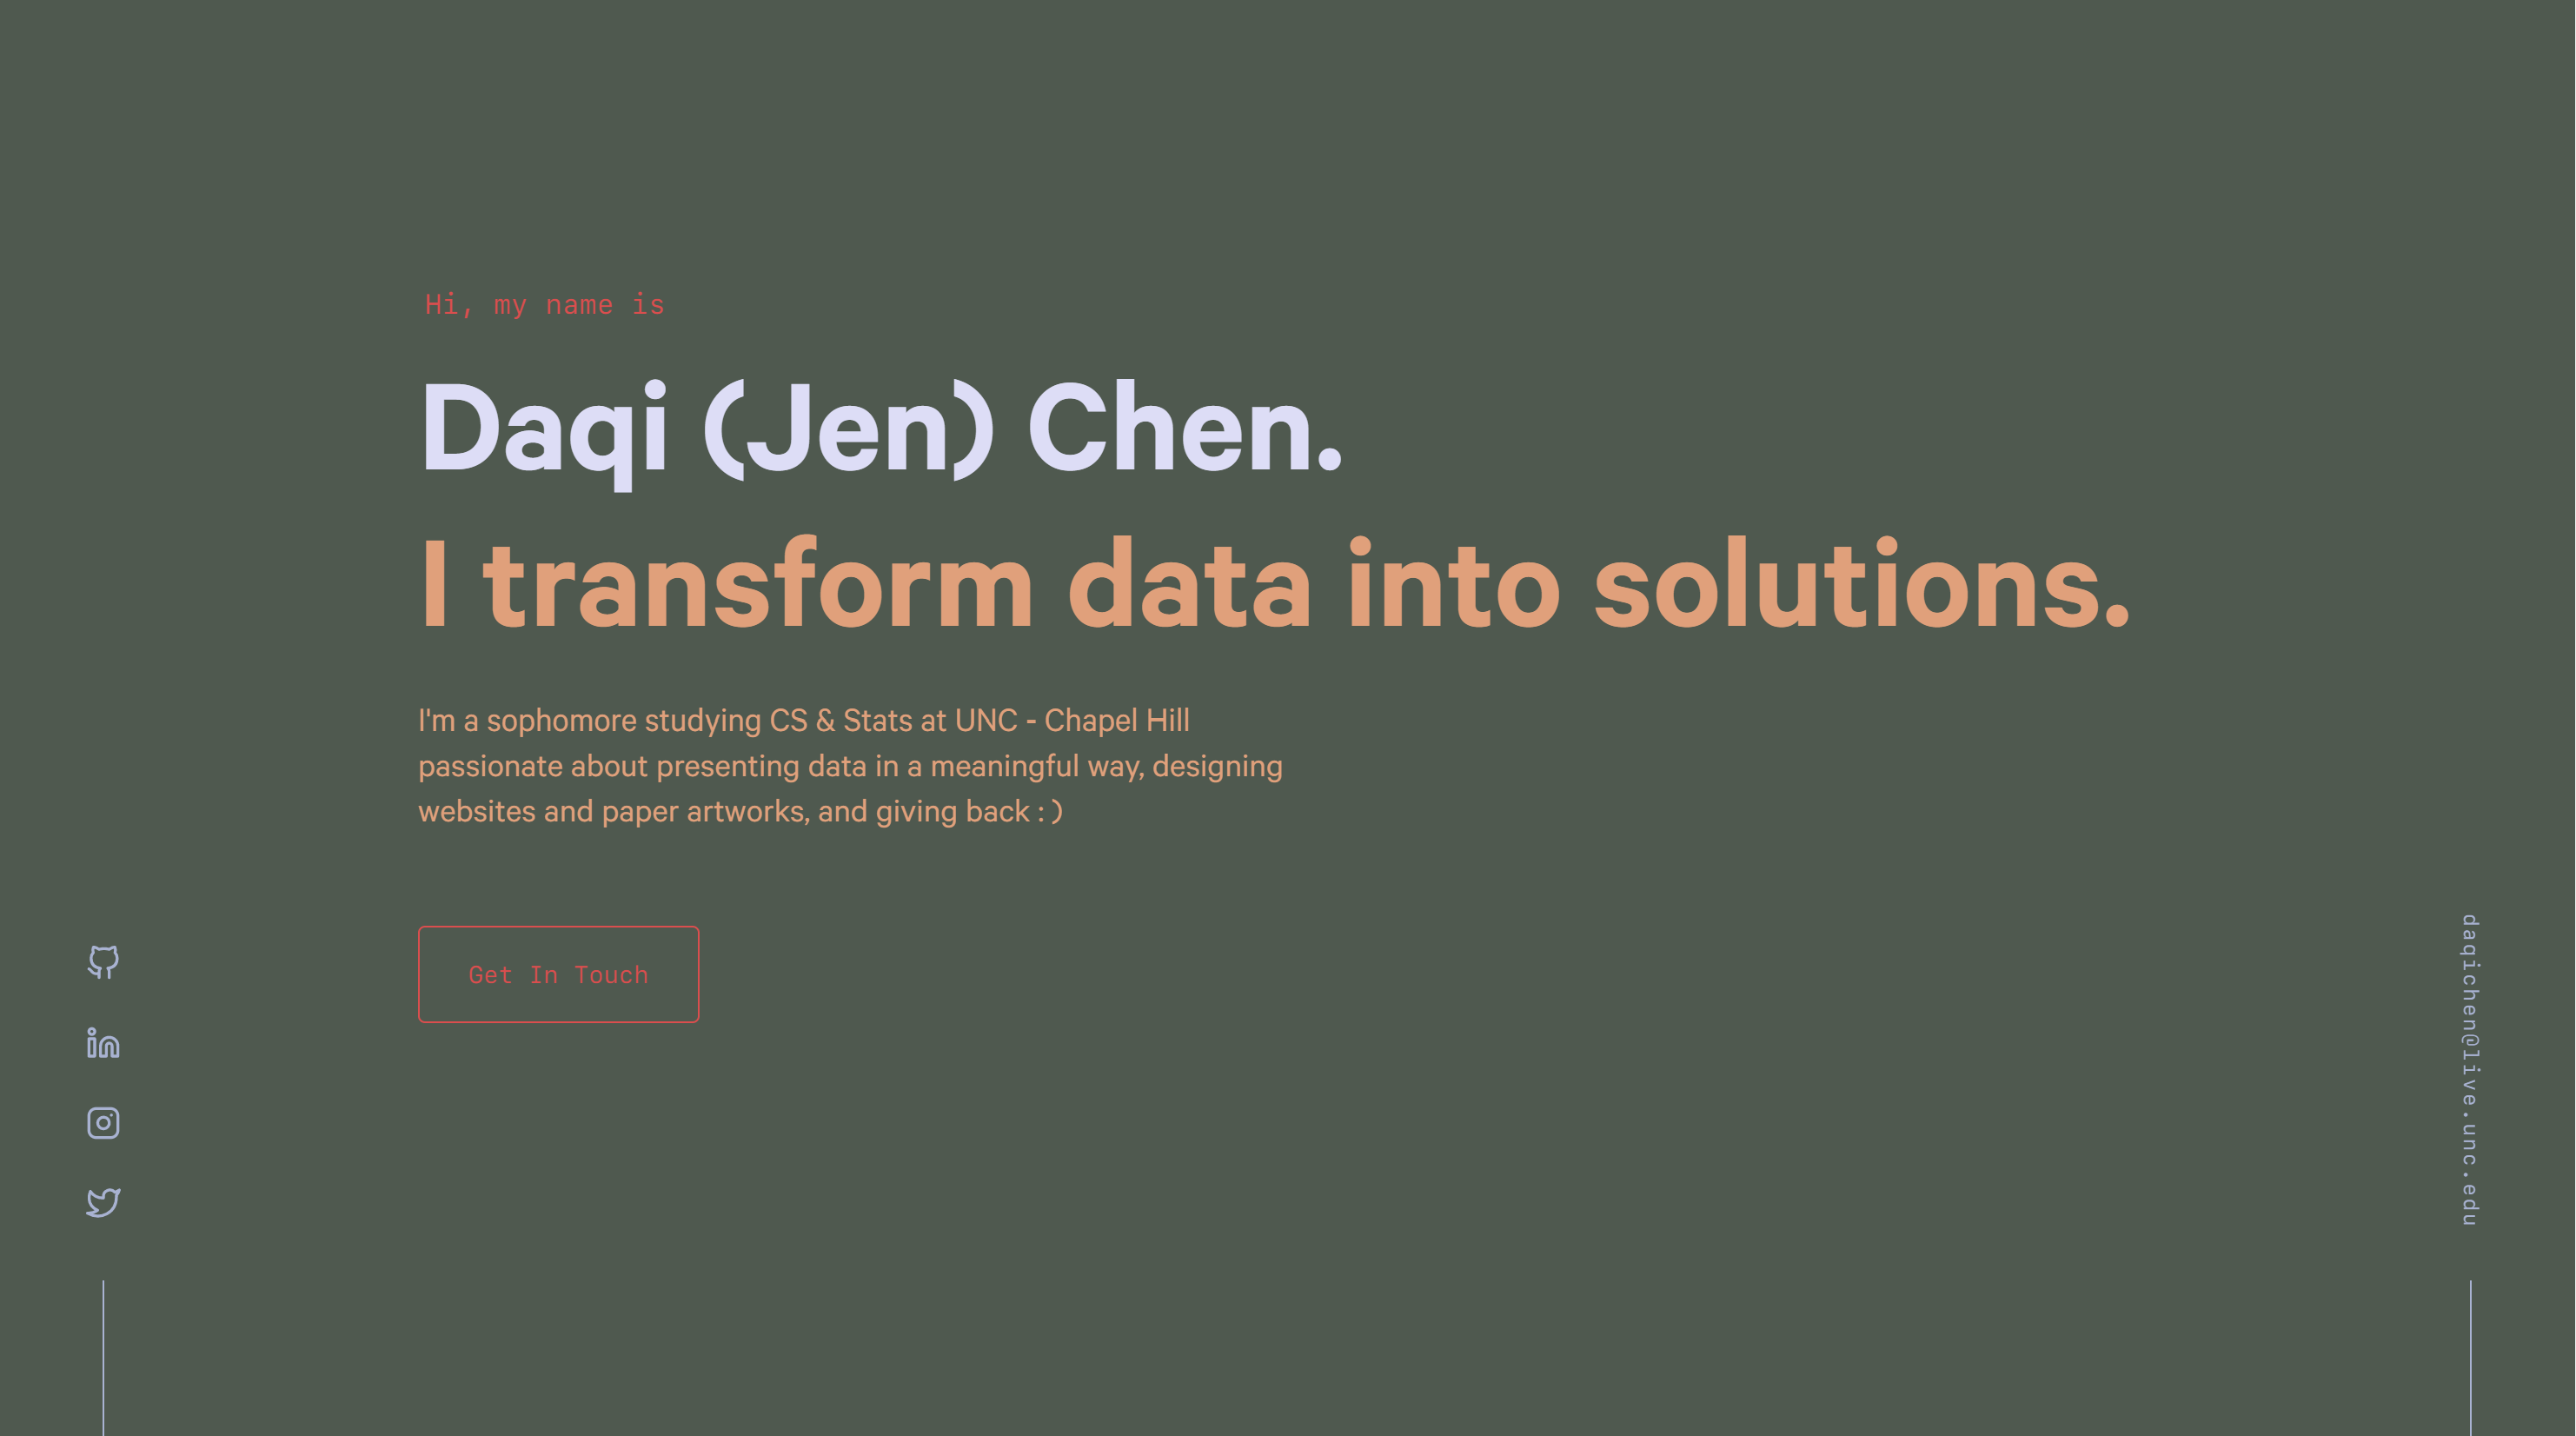 Hi, my name is
Daqi (Jen) Chen.
I transform data into solutions.
I'm a sophomore studying CS & Stats at UNC - Chapel Hill
passionate about presenting data in a meaningful way, designing
websites and paper artworks, and giving back : )
Get In Touch
daqichen@live.unc.edu